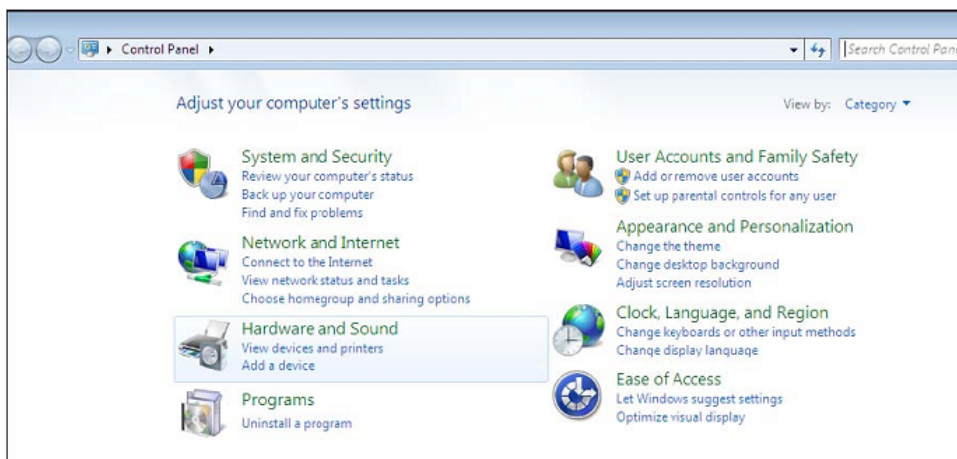 Control Panel
Search Control Pan
Adjust your computer's settings
View by: Category
System and Security
Review your computer's status
Back up your computer
Find and fix problems
Network and Internet
Connect to the Internet
View network status and tasks
Choose homegroup and sharing options
Hardware and Sound
View devices and printers
Add a device
Programs
Uninstall a program
User Accounts and Family Safety
Add or remove user accounts
Set up parental controls for any user
Appearance and Personalization
Change the theme
Change desktop background
Adjust screen resolution
Clock, Language, and Region
Change keyboards or other input methods
Change display language
Ease of Access
Let Windows suggest settings
Optimize visual display